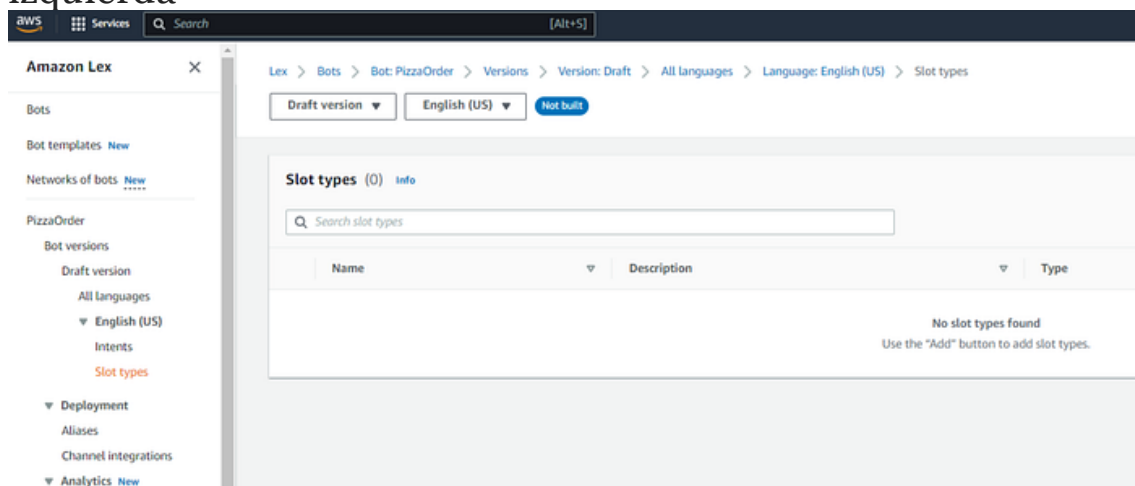 izquierda
aws Services Search [Alt+S]
Amazon Lex
Lex > Bots > Bot: PizzaOrder > Versions > Version: Draft > All languages > Language: English (US) > Slot types
Draft version English (US) Not built
Bots
Bot templates New
Networks of bots New
PizzaOrder
Bot versions
Draft version
All languages
English (US)
Intents
Slot types
Deployment
Aliases
Channel integrations
Analytics New
Slot types (0) Info
Search slot types
Name Description Type
No slot types found
Use the "Add" button to add slot types.